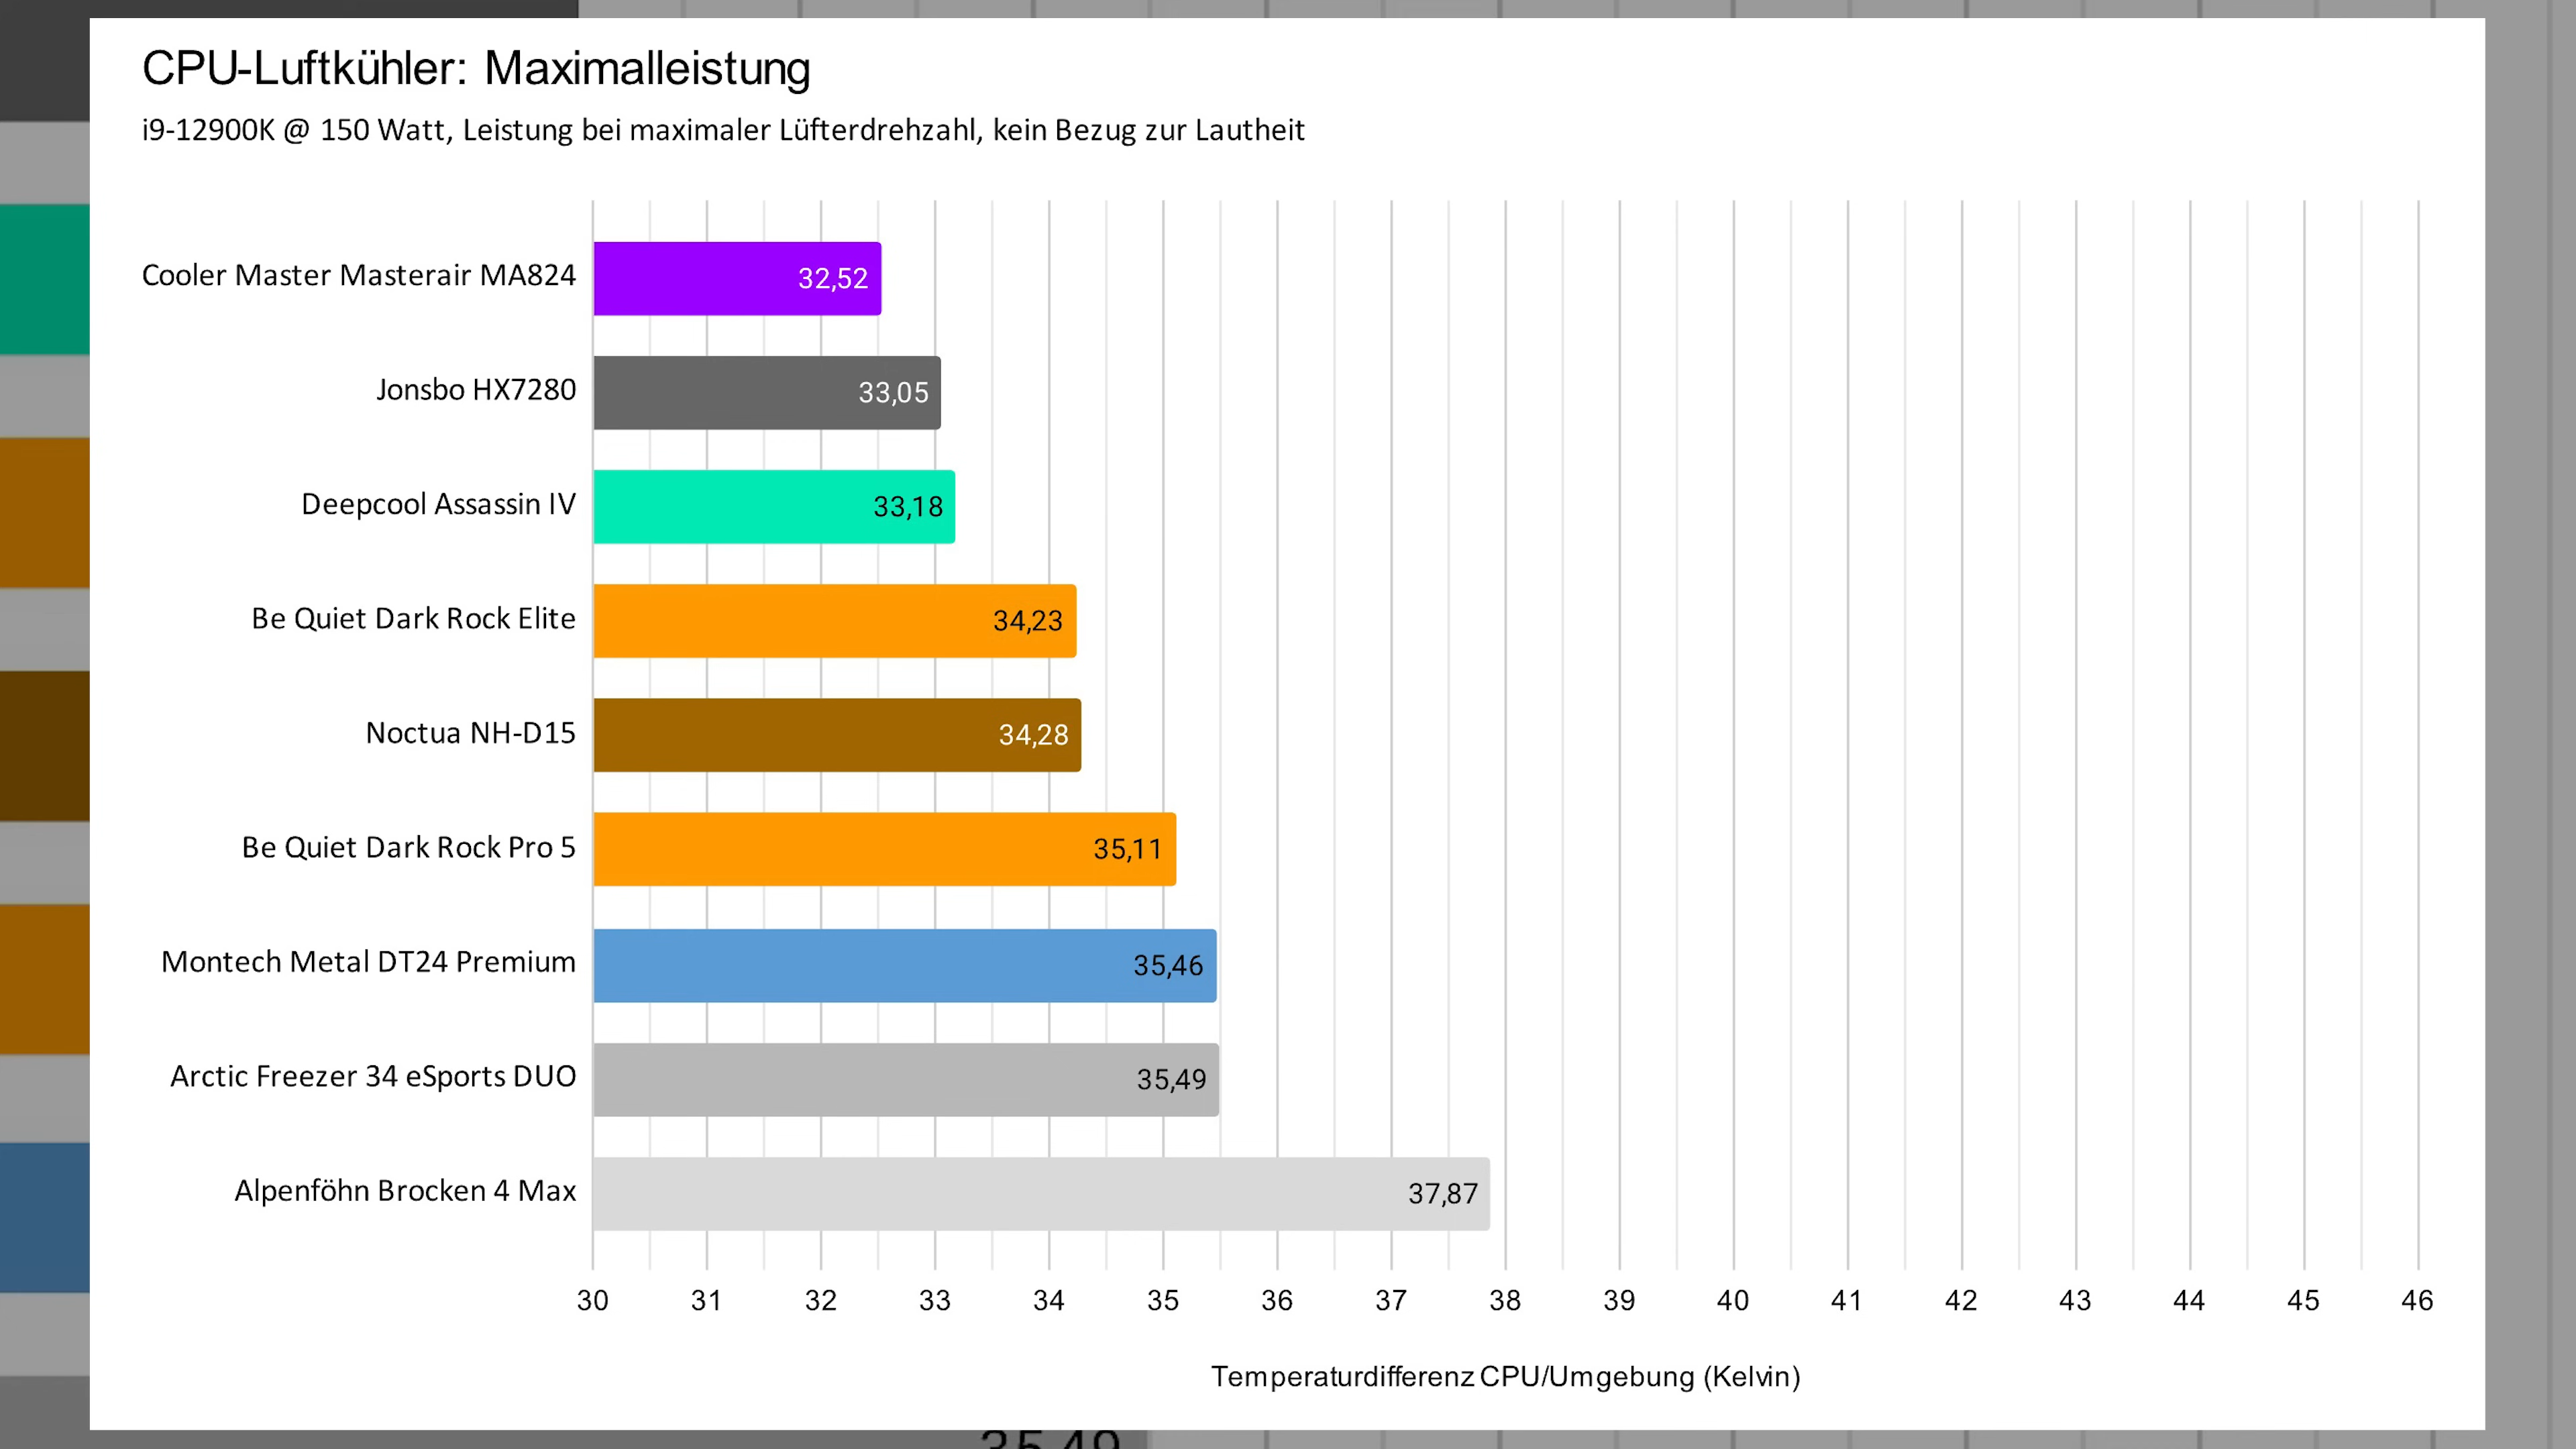 CPU-Luftkühler: Maximalleistung
i9-12900K @ 150 Watt, Leistung bei maximaler Lüfterdrehzahl, kein Bezug zur Lautheit
Cooler Master Masterair MA824 32,52
Jonsbo HX7280 33,05
Deepcool Assassin IV 33,18
Be Quiet Dark Rock Elite 34,23
Noctua NH-D15 34,28
Be Quiet Dark Rock Pro 5 35,11
Montech Metal DT24 Premium 35,46
Arctic Freezer 34 eSports DUO 35,49
Alpenföhn Brocken 4 Max 37,87
30 31 32 33 34 35 36 37 38 39 40 41 42 43 44 45 46
Temperaturdifferenz CPU/Umgebung (Kelvin)
35,49